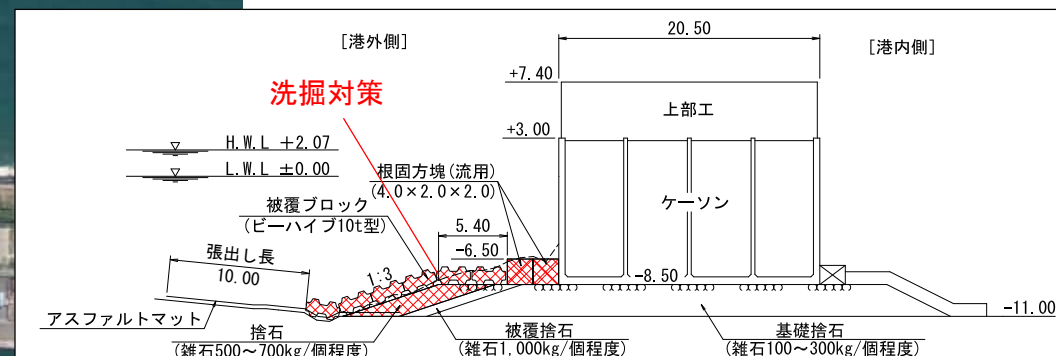 [港外側]
20.50
[港内側]
+7.40
洗掘対策
上部工
H.W.L +2.07
+3.00
L.W.L ±0.00
根固方塊(流用)
(4.0×2.0×2.0)
被覆ブロック
(ビーハイブ10t型)
ケーソン
5.40
-6.50
張出し長
10.00
1:3
-8.50
アスファルトマット
捨石
(雑石500～700kg/個程度)
被覆捨石
(雑石1,000kg/個程度)
基礎捨石
(雑石100～300kg/個程度)
-11.00